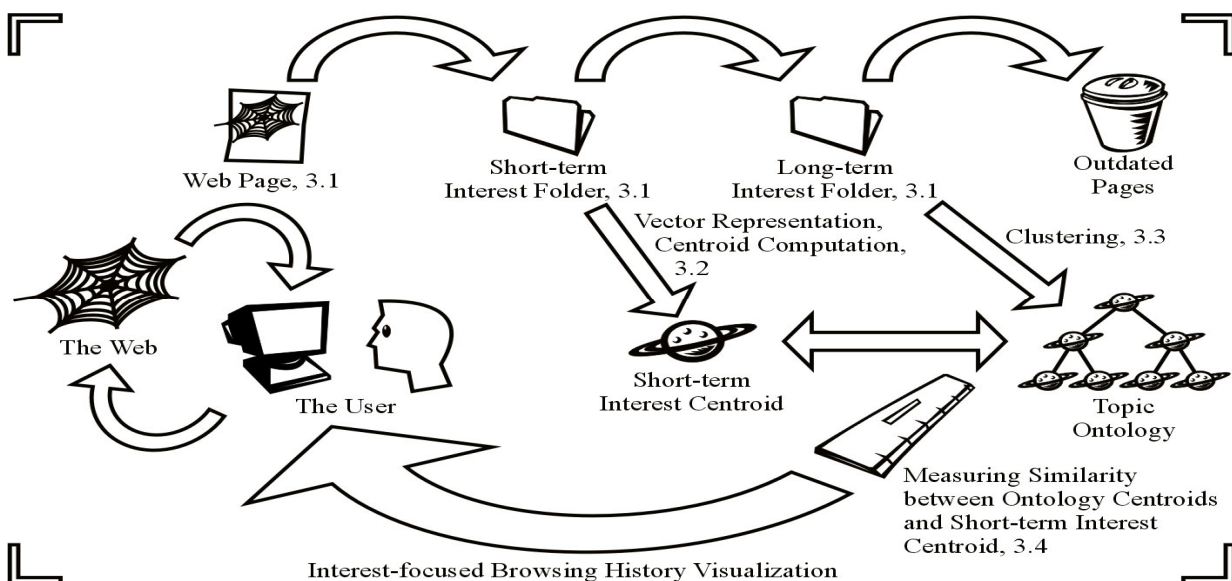 Web Page, 3.1
Short-term
Interest Folder, 3.1
Long-term
Interest Folder, 3.1
Outdated
Pages
Vector Representation,
Centroid Computation,
3.2
Clustering, 3.3
The Web
The User
Short-term
Interest Centroid
Topic
Ontology
Measuring Similarity
between Ontology Centroids
and Short-term Interest
Centroid, 3.4
Interest-focused Browsing History Visualization